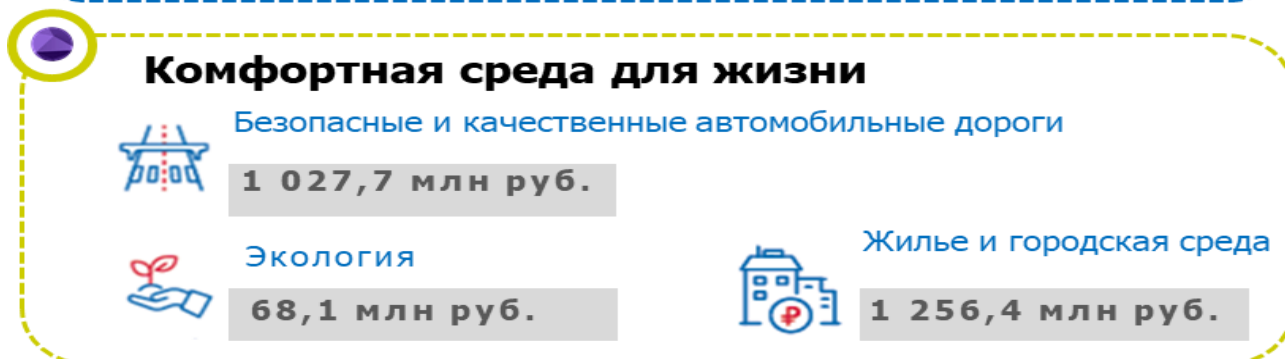 Комфортная среда для жизни
Безопасные и качественные автомобильные дороги
1 027,7 млн руб.
Экология
68,1 млн руб.
Жилье и городская среда
1 256,4 млн руб.